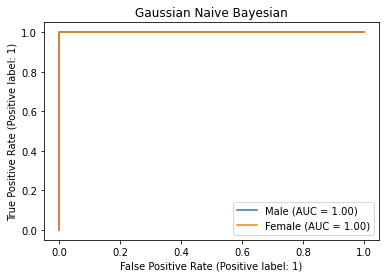 Gaussian Naive Bayesian
True Positive Rate (Positive label: 1)
1.0
0.8
0.6
0.4
0.2
0.0
Male (AUC = 1.00)
Female (AUC = 1.00)
0.0 0.2 0.4 0.6 0.8 1.0
False Positive Rate (Positive label: 1)